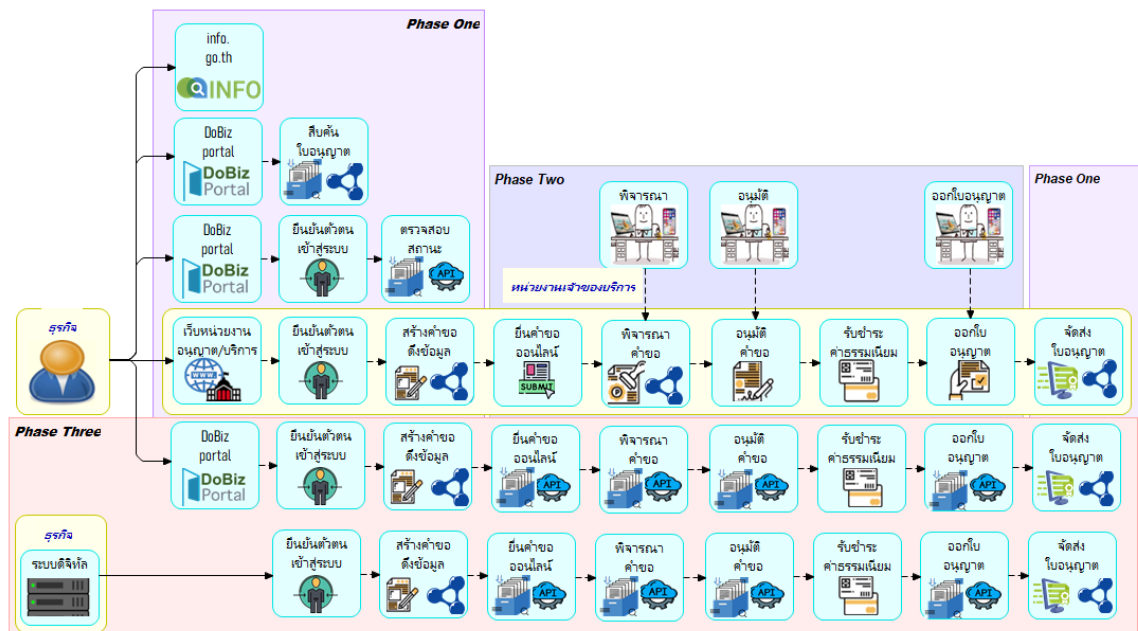 Phase One
info.
go.th
INFO
DoBiz
portal
DoBiz
Portal
สืบค้น
ใบอนุญาต
Phase Two
Phase One
พิจารณา
อนุมัติ
ออกใบอนุญาต
DoBiz
portal
DoBiz
Portal
ยืนยันตัวตน
เข้าสู่ระบบ
ตรวจสอบ
สถานะ
API
หน่วยงานเจ้าของบริการ
ธุรกิจ
เว็บหน่วยงาน
อนุญาต/บริการ
WWW
ยืนยันตัวตน
เข้าสู่ระบบ
สร้างคำขอ
ดึงข้อมูล
ยื่นคำขอ
ออนไลน์
SUBMIT
พิจารณา
คำขอ
อนุมัติ
คำขอ
รับชำระ
ค่าธรรมเนียม
ออกใบ
อนุญาต
จัดส่ง
ใบอนุญาต
Phase Three
DoBiz
portal
DoBiz
Portal
ยืนยันตัวตน
เข้าสู่ระบบ
สร้างคำขอ
ดึงข้อมูล
ยื่นคำขอ
ออนไลน์
API
พิจารณา
คำขอ
API
อนุมัติ
คำขอ
API
รับชำระ
ค่าธรรมเนียม
ออกใบ
อนุญาต
API
จัดส่ง
ใบอนุญาต
ธุรกิจ
ระบบดิจิทัล
ยืนยันตัวตน
เข้าสู่ระบบ
สร้างคำขอ
ดึงข้อมูล
ยื่นคำขอ
ออนไลน์
API
พิจารณา
คำขอ
API
อนุมัติ
คำขอ
API
รับชำระ
ค่าธรรมเนียม
ออกใบ
อนุญาต
API
จัดส่ง
ใบอนุญาต